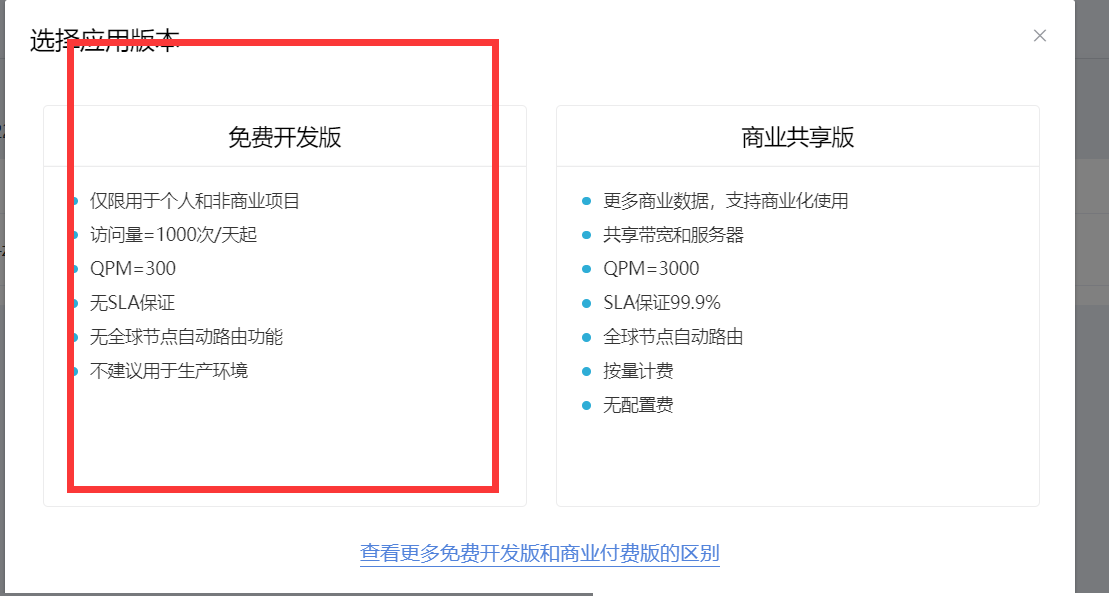 选择应用版本
免费开发版
仅限用于个人和非商业项目
访问量=1000次/天起
QPM=300
无SLA保证
无全球节点自动路由功能
不建议用于生产环境
商业共享版
更多商业数据，支持商业化使用
共享带宽和服务器
QPM=3000
SLA保证99.9%
全球节点自动路由
按量计费
无配置费
查看更多免费开发版和商业付费版的区别